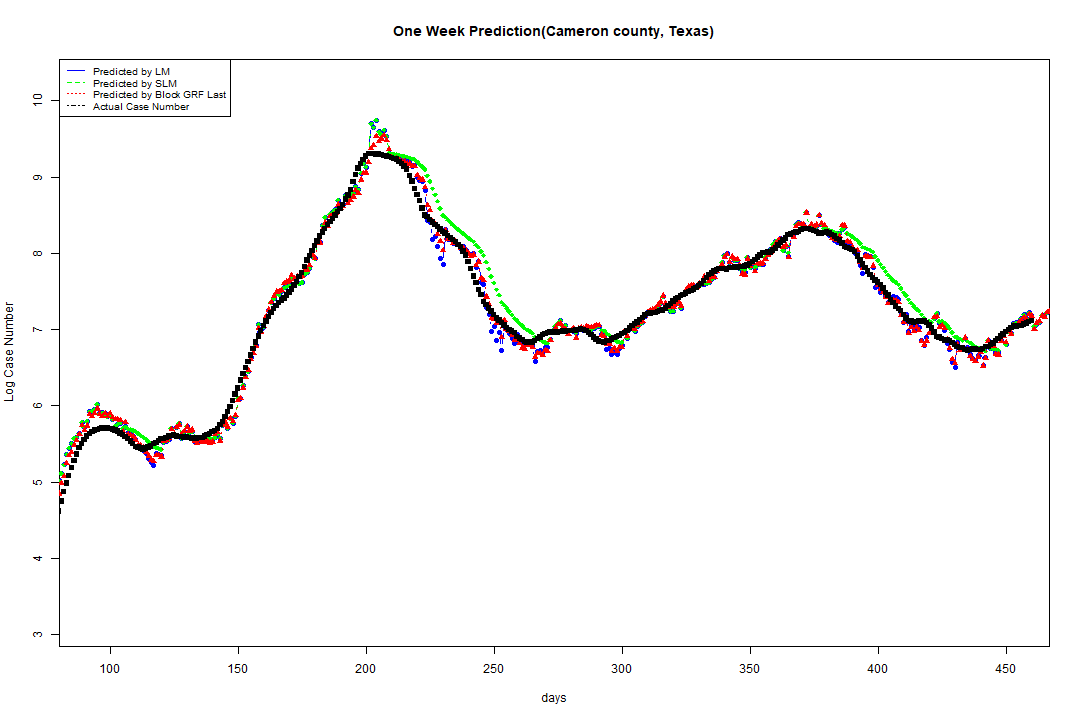 One Week Prediction(Cameron county, Texas)
Predicted by LM
Predicted by SLM
Predicted by Block GRF Last
Actual Case Number
Log Case Number
10
9
8
7
6
5
4
3
100 150 200 250 300 350 400 450
days